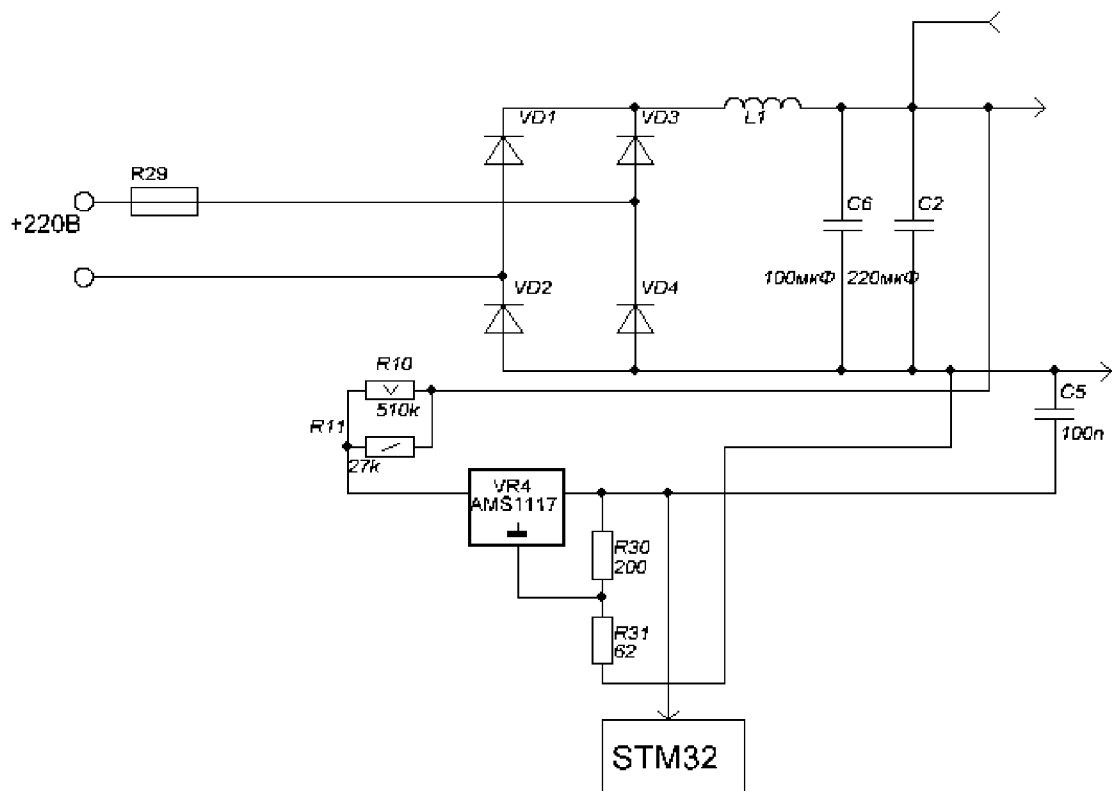 VD1
VD3
L1
R29
+220В
C6
C2
100мкФ
220мкФ
VD2
VD4
R10
510k
R11
27k
C5
100n
VR4
AMS1117
R30
200
R31
62
STM32